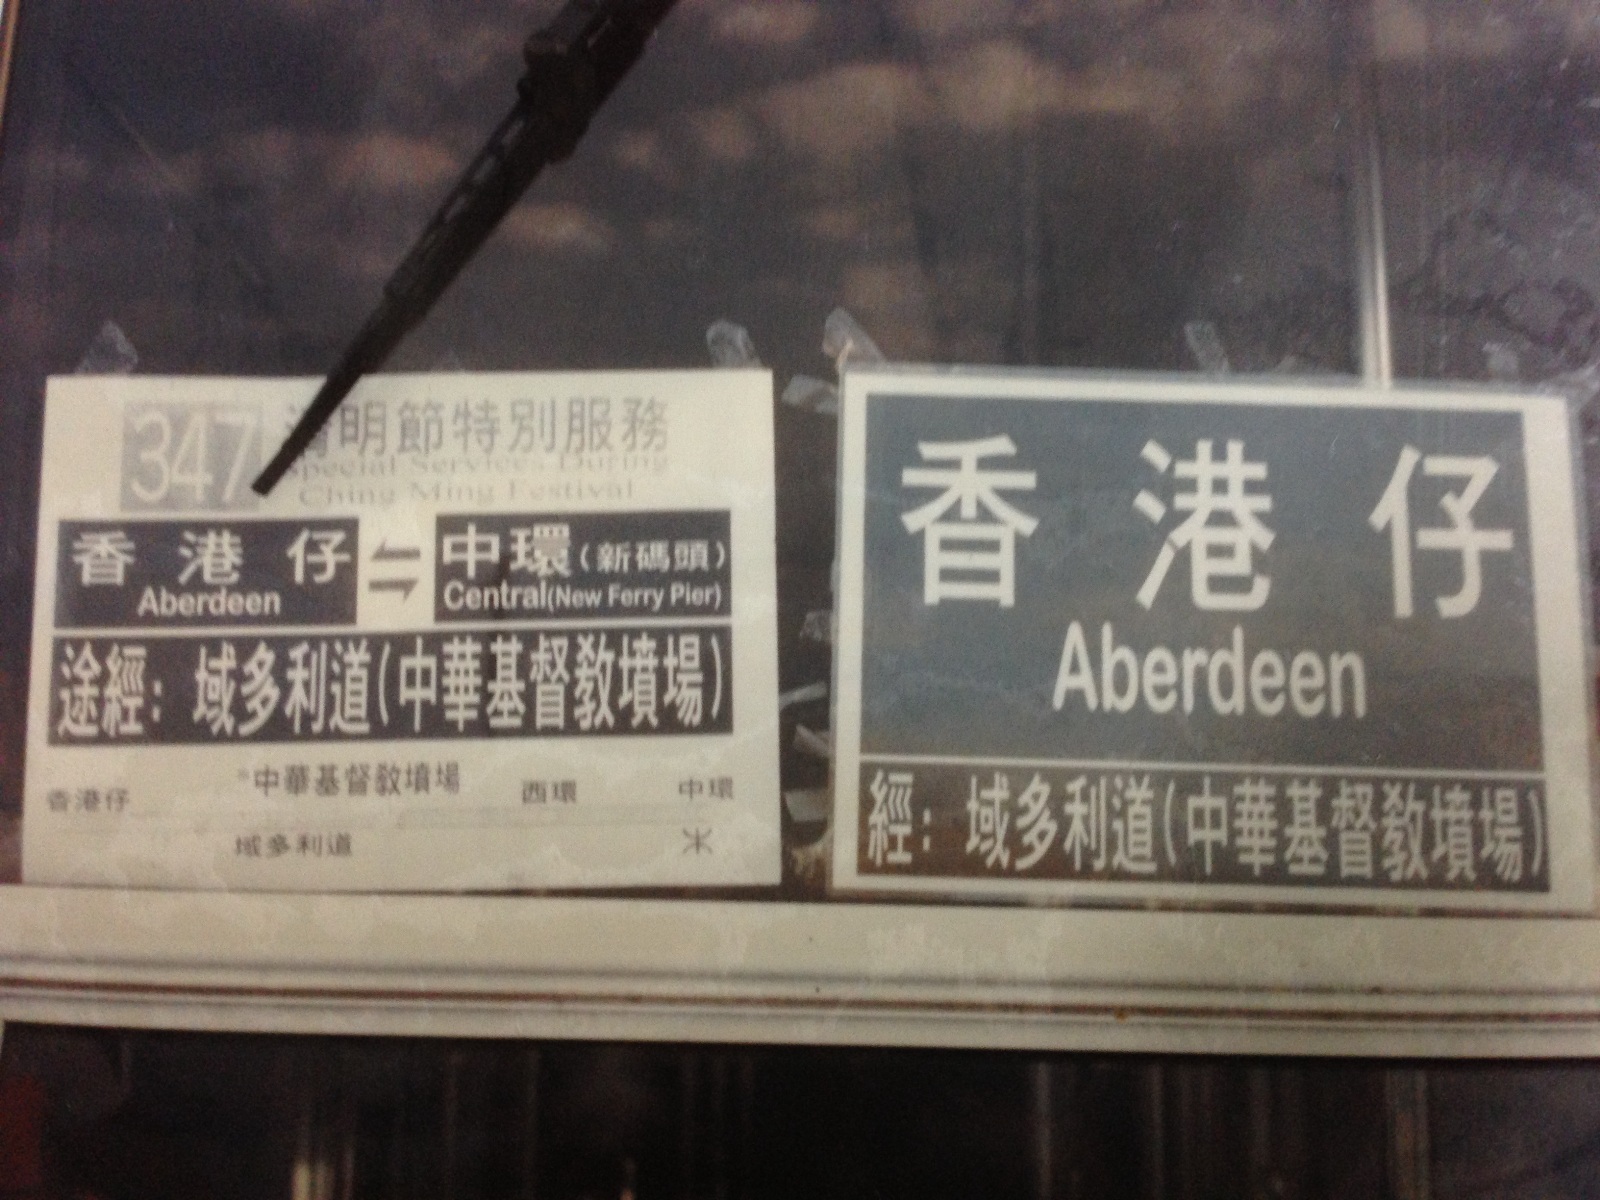 347 清明節特別服務
Special Services During
Ching Ming Festival
香港仔 ⇌ 中環(新碼頭)
Aberdeen Central(New Ferry Pier)
途經：域多利道(中華基督教墳場)
中華基督教墳場
香港仔 西環 中環
域多利道
香港仔
Aberdeen
經：域多利道(中華基督教墳場)